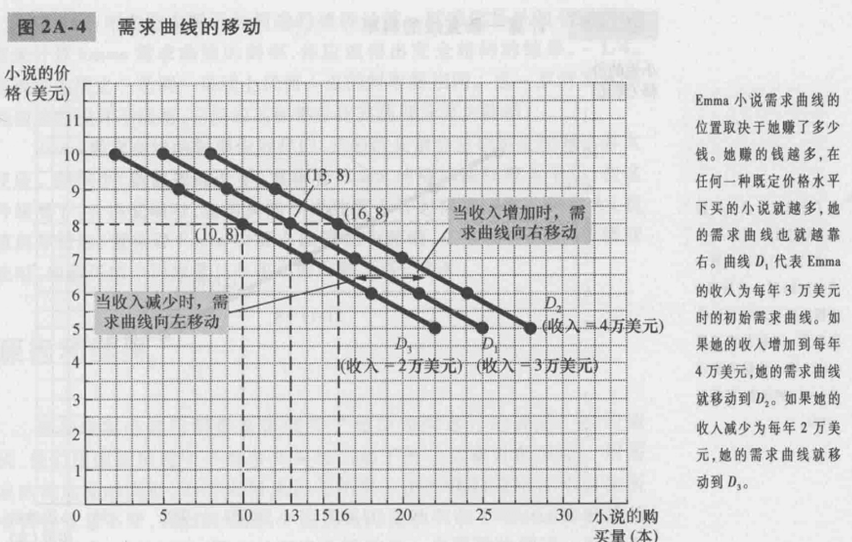 图 2A-4 需求曲线的移动
小说的价
格(美元)
11
10
9
8
7
6
5
4
3
2
1
0 5 10 13 15 16 20 25 30
小说的购
买量(本)
(13, 8)
(16, 8)
(10, 8)
当收入增加时，需
求曲线向右移动
当收入减少时，需
求曲线向左移动
D₂
(收入 = 4万美元)
D₃
(收入 = 2万美元)
D₁
(收入 = 3万美元)
Emma 小说需求曲线的
位置取决于她赚了多少
钱。她赚的钱越多,在
任何一种既定价格水平
下买的小说就越多,她
的需求曲线也就越靠
右。曲线 D₁ 代表 Emma
的收入为每年 3 万美元
时的初始需求曲线。如
果她的收入增加到每年
4 万美元,她的需求曲线
就移动到 D₂。如果她的
收入减少为每年 2 万美
元,她的需求曲线就移
动到 D₃。